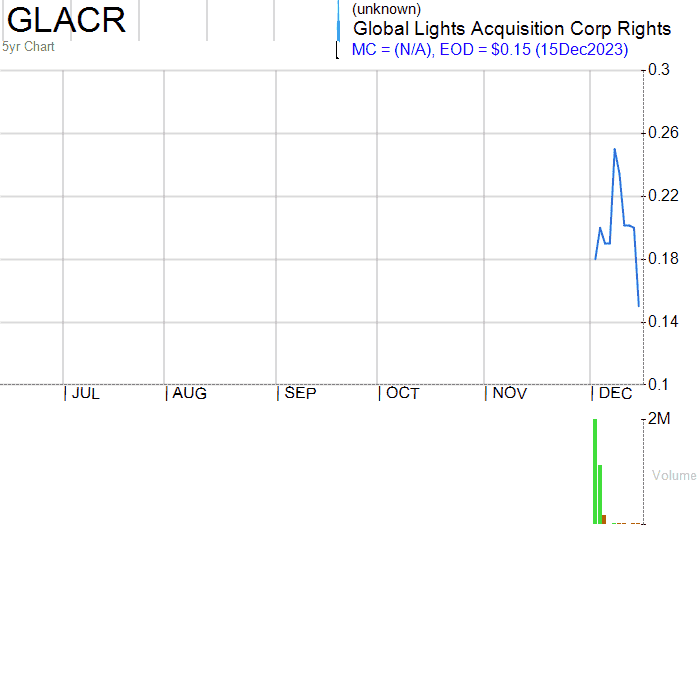 GLACR
5yr Chart
(unknown)
Global Lights Acquisition Corp Rights
MC = (N/A), EOD = $0.15 (15Dec2023)
0.3
0.26
0.22
0.18
0.14
0.1
JUL AUG SEP OCT NOV DEC
2M
Volume